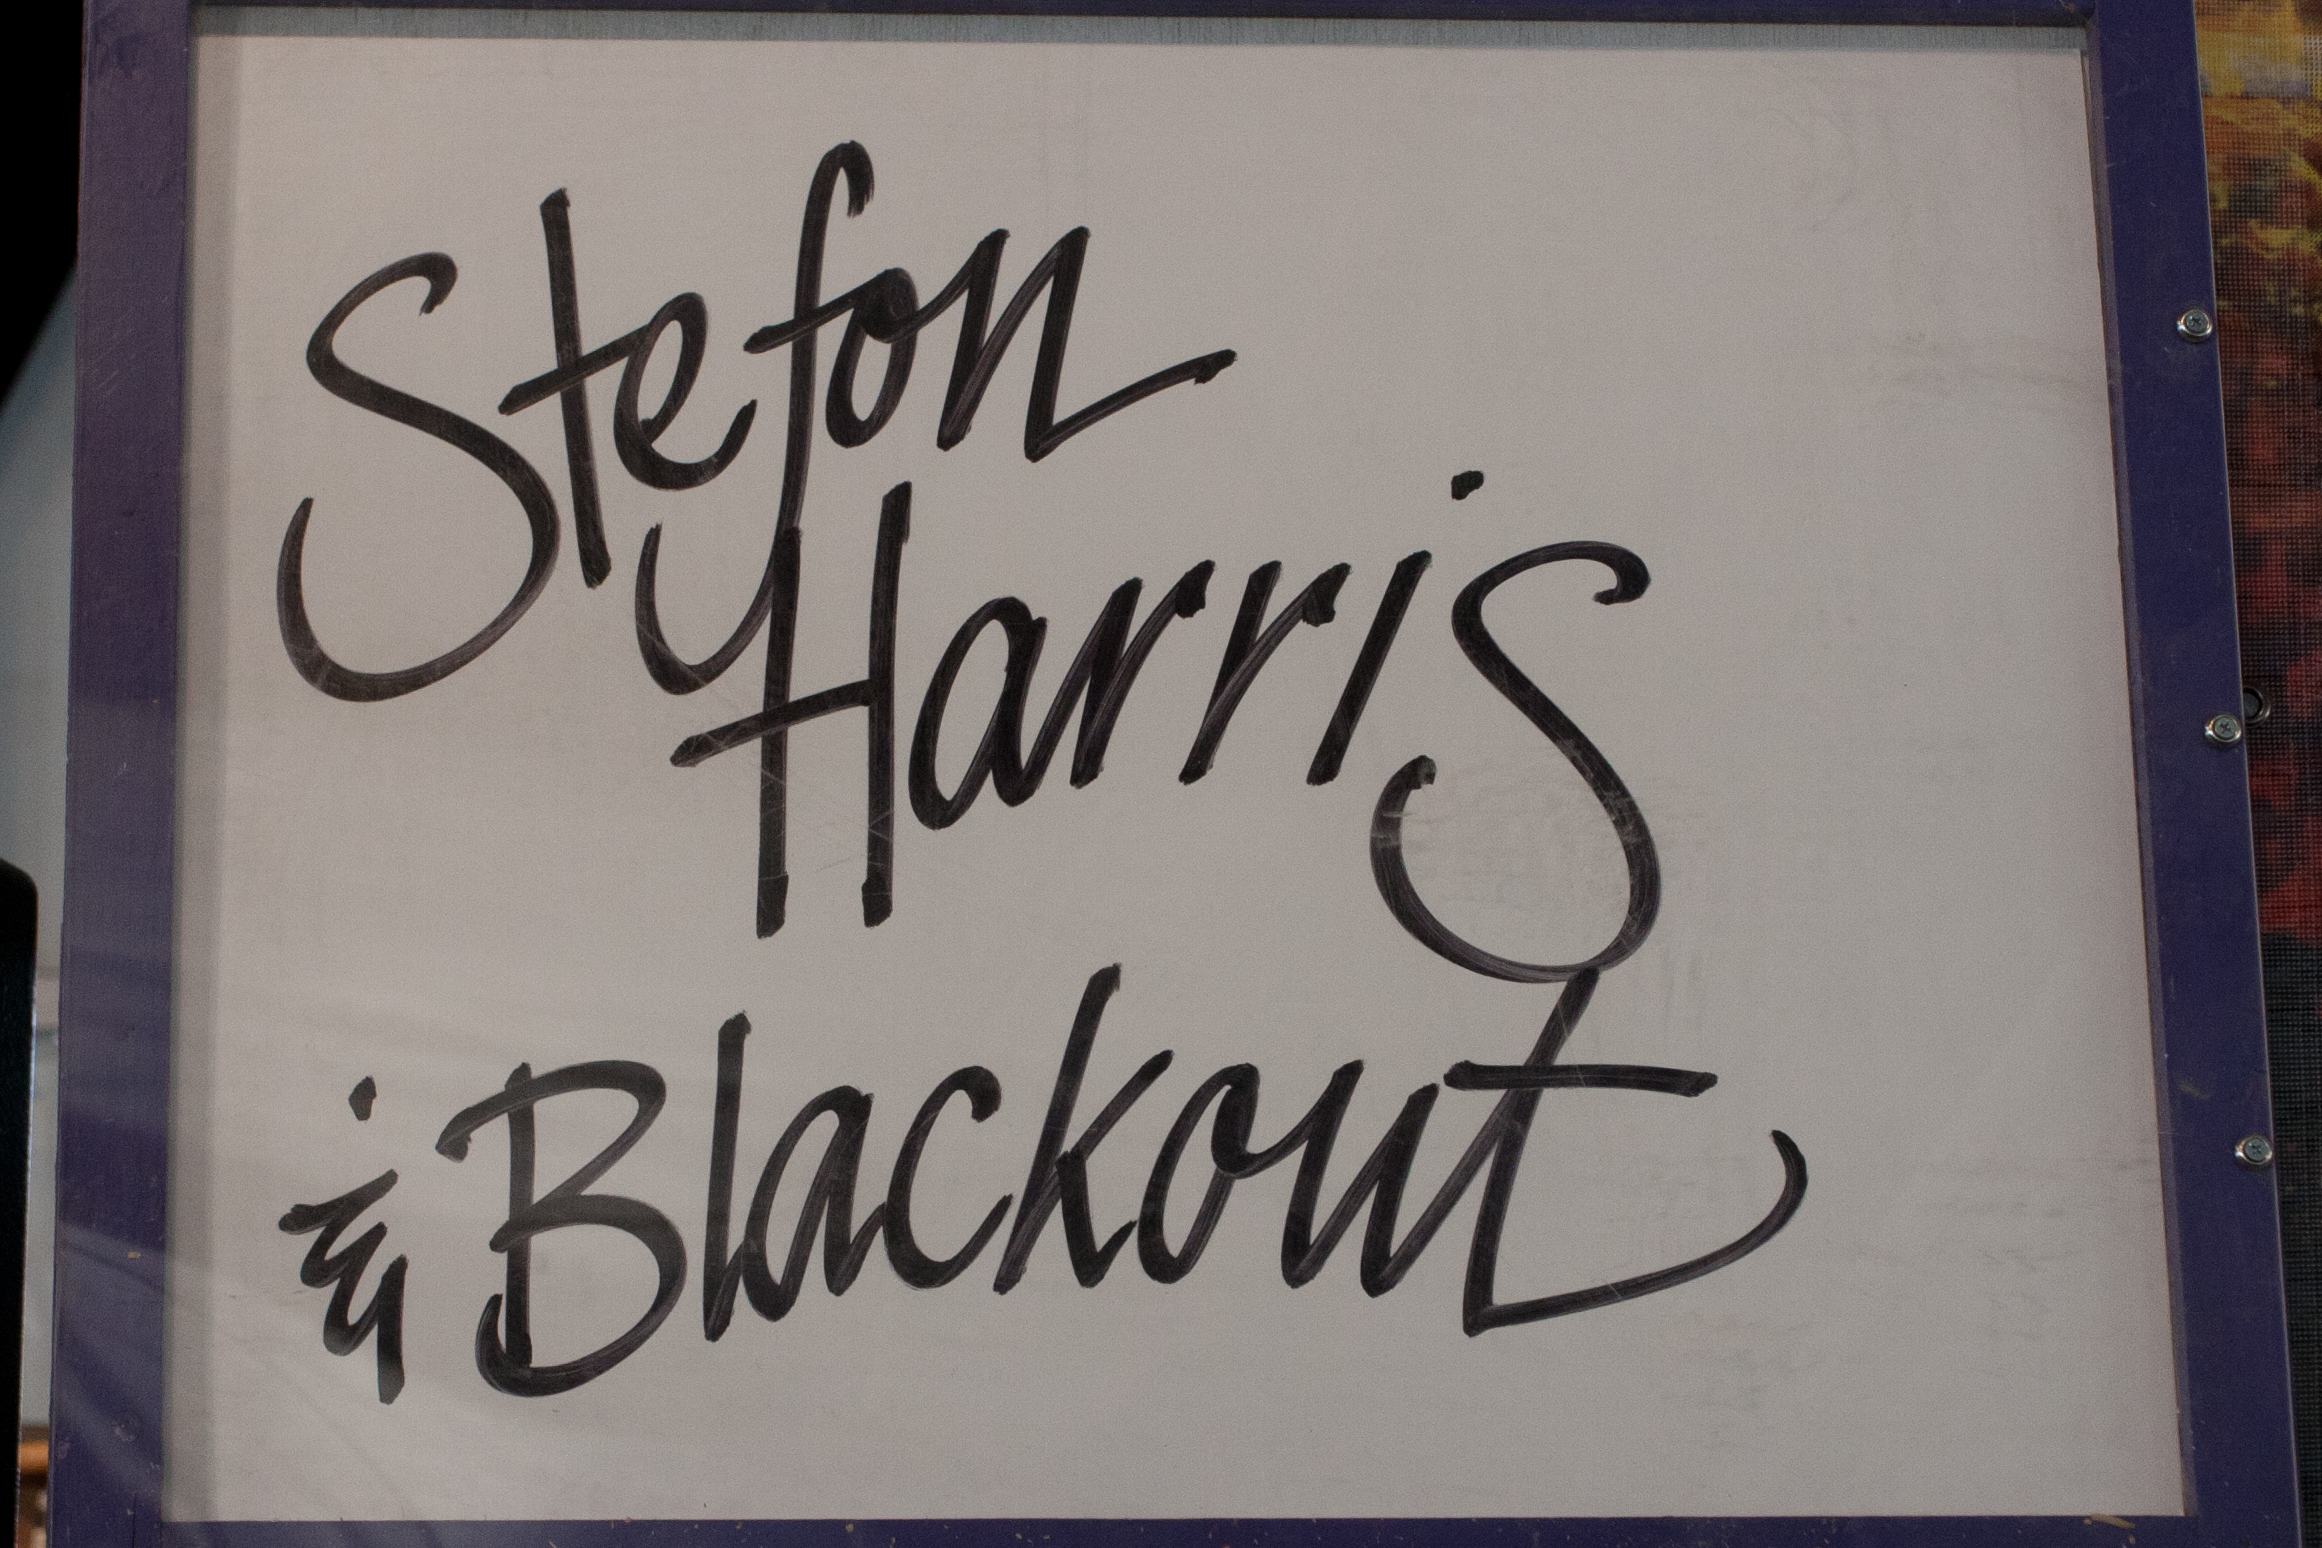 Stefon
Harris
& Blackout